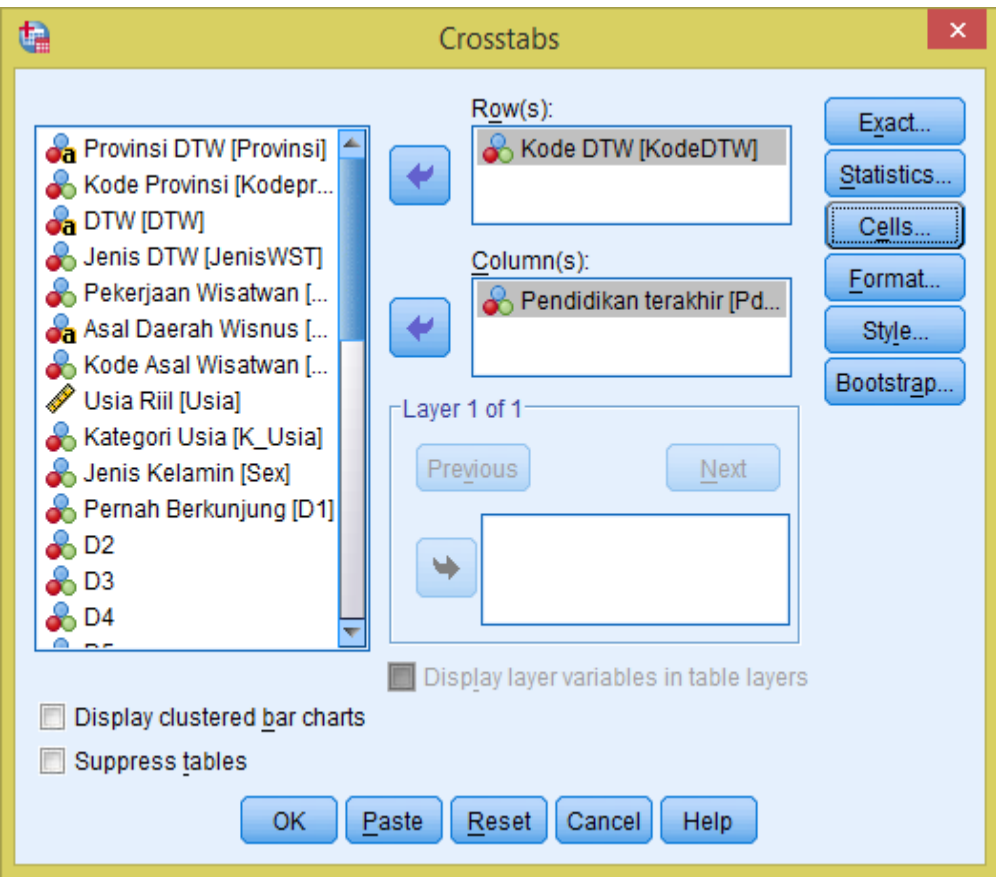 Crosstabs
Provinsi DTW [Provinsi]
Kode Provinsi [Kodepr...
DTW [DTW]
Jenis DTW [JenisWST]
Pekerjaan Wisatwan [...
Asal Daerah Wisnus [...
Kode Asal Wisatwan [...
Usia Riil [Usia]
Kategori Usia [K_Usia]
Jenis Kelamin [Sex]
Pernah Berkunjung [D1]
D2
D3
D4
Row(s):
Kode DTW [KodeDTW]
Column(s):
Pendidikan terakhir [Pd...
Layer 1 of 1
Previous
Next
Display layer variables in table layers
Exact...
Statistics...
Cells...
Format...
Style...
Bootstrap...
Display clustered bar charts
Suppress tables
OK
Paste
Reset
Cancel
Help